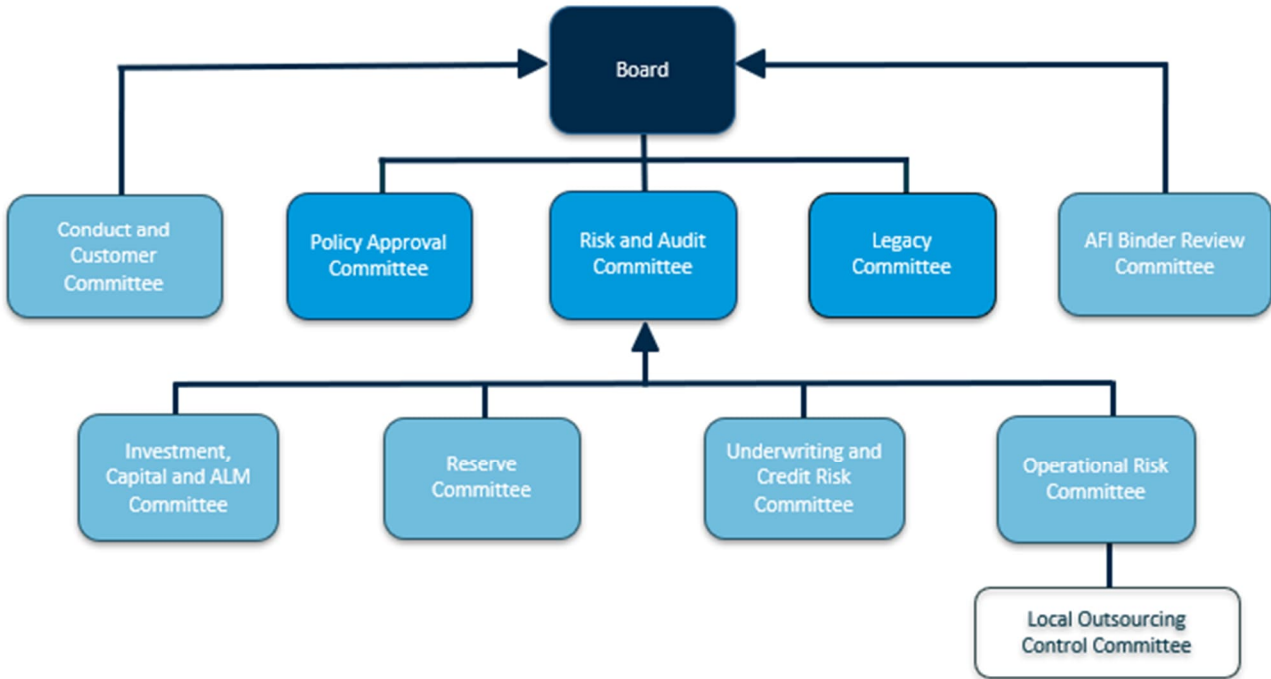 Board
Conduct and
Customer
Committee
Policy Approval
Committee
Risk and Audit
Committee
Legacy
Committee
AFI Binder Review
Committee
Investment,
Capital and ALM
Committee
Reserve
Committee
Underwriting and
Credit Risk
Committee
Operational Risk
Committee
Local Outsourcing
Control Committee